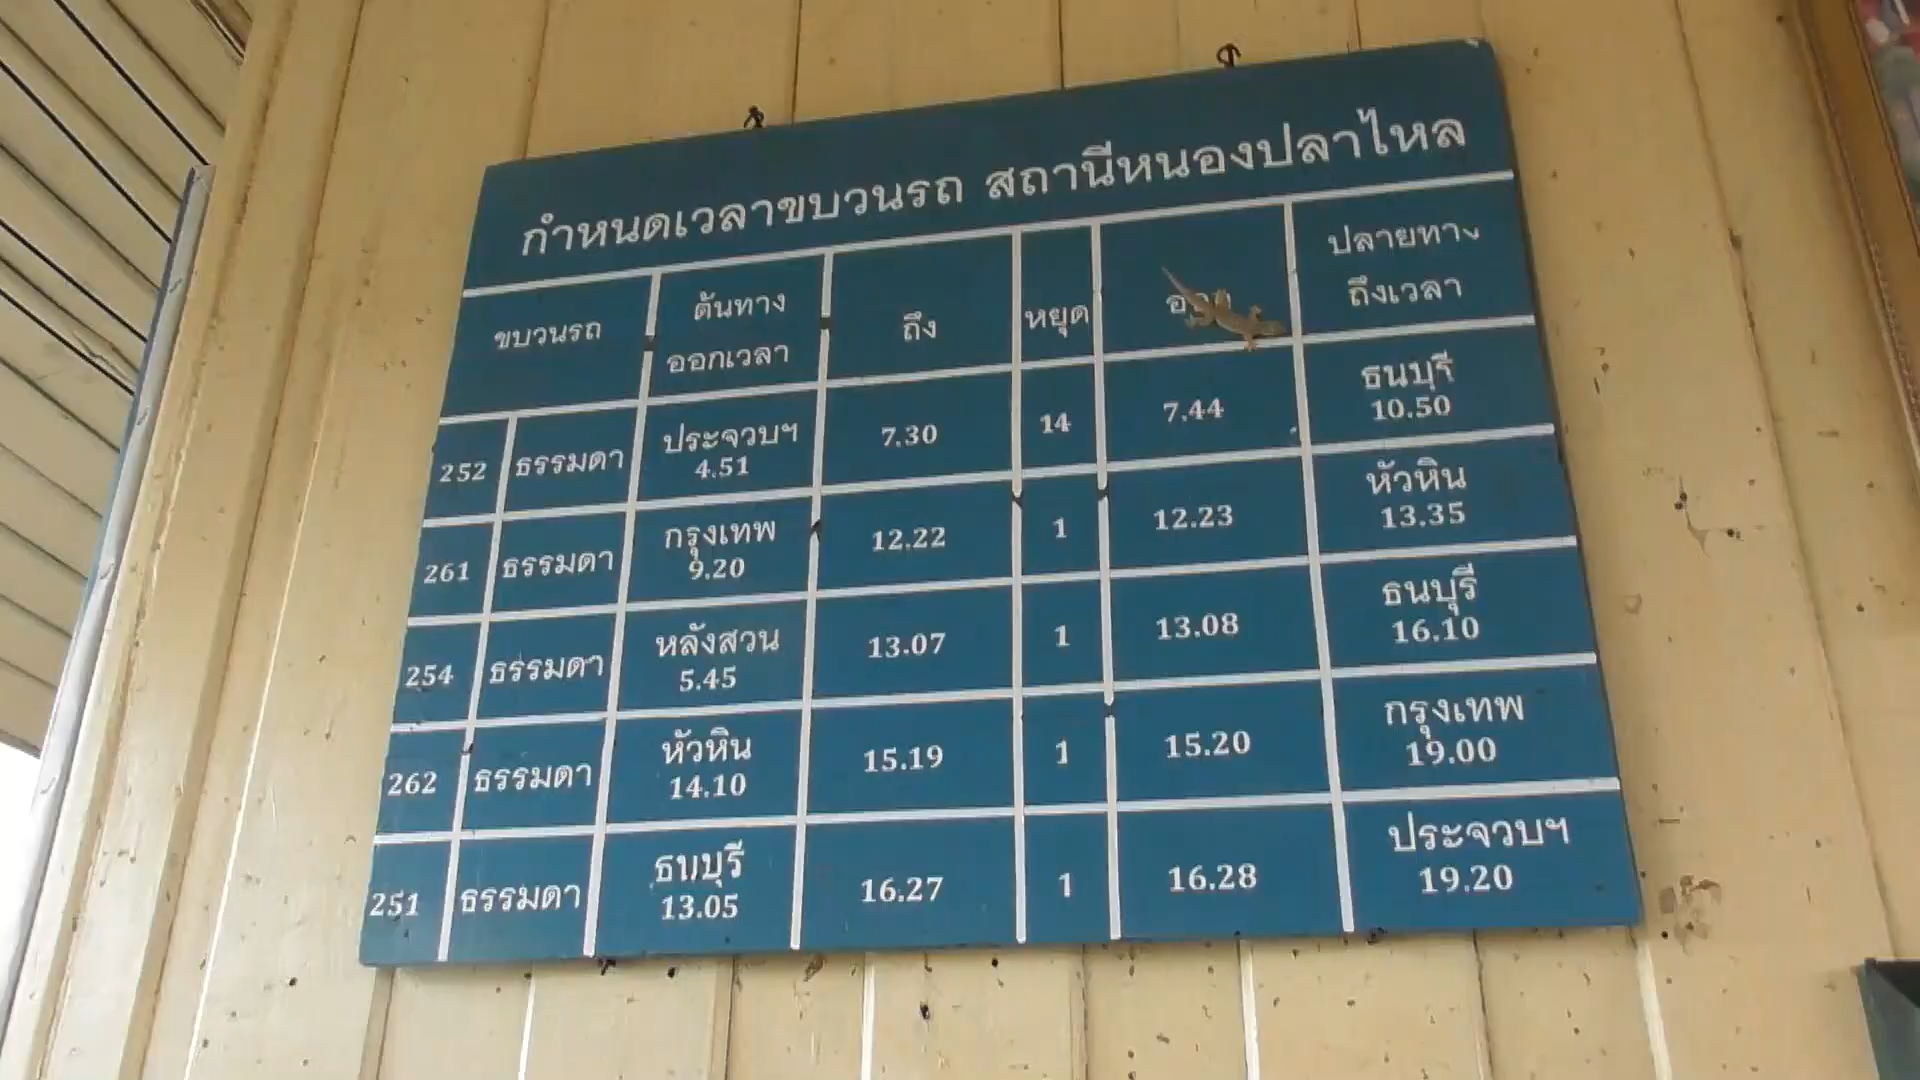 กำหนดเวลาขบวนรถ สถานีหนองปลาไหล
ขบวนรถ ต้นทาง ออกเวลา ถึง หยุด ออก ปลายทาง ถึงเวลา
252 ธรรมดา ประจวบฯ 4.51 7.30 14 7.44 ธนบุรี 10.50
261 ธรรมดา กรุงเทพ 9.20 12.22 1 12.23 หัวหิน 13.35
254 ธรรมดา หลังสวน 5.45 13.07 1 13.08 ธนบุรี 16.10
262 ธรรมดา หัวหิน 14.10 15.19 1 15.20 กรุงเทพ 19.00
251 ธรรมดา ธนบุรี 13.05 16.27 1 16.28 ประจวบฯ 19.20